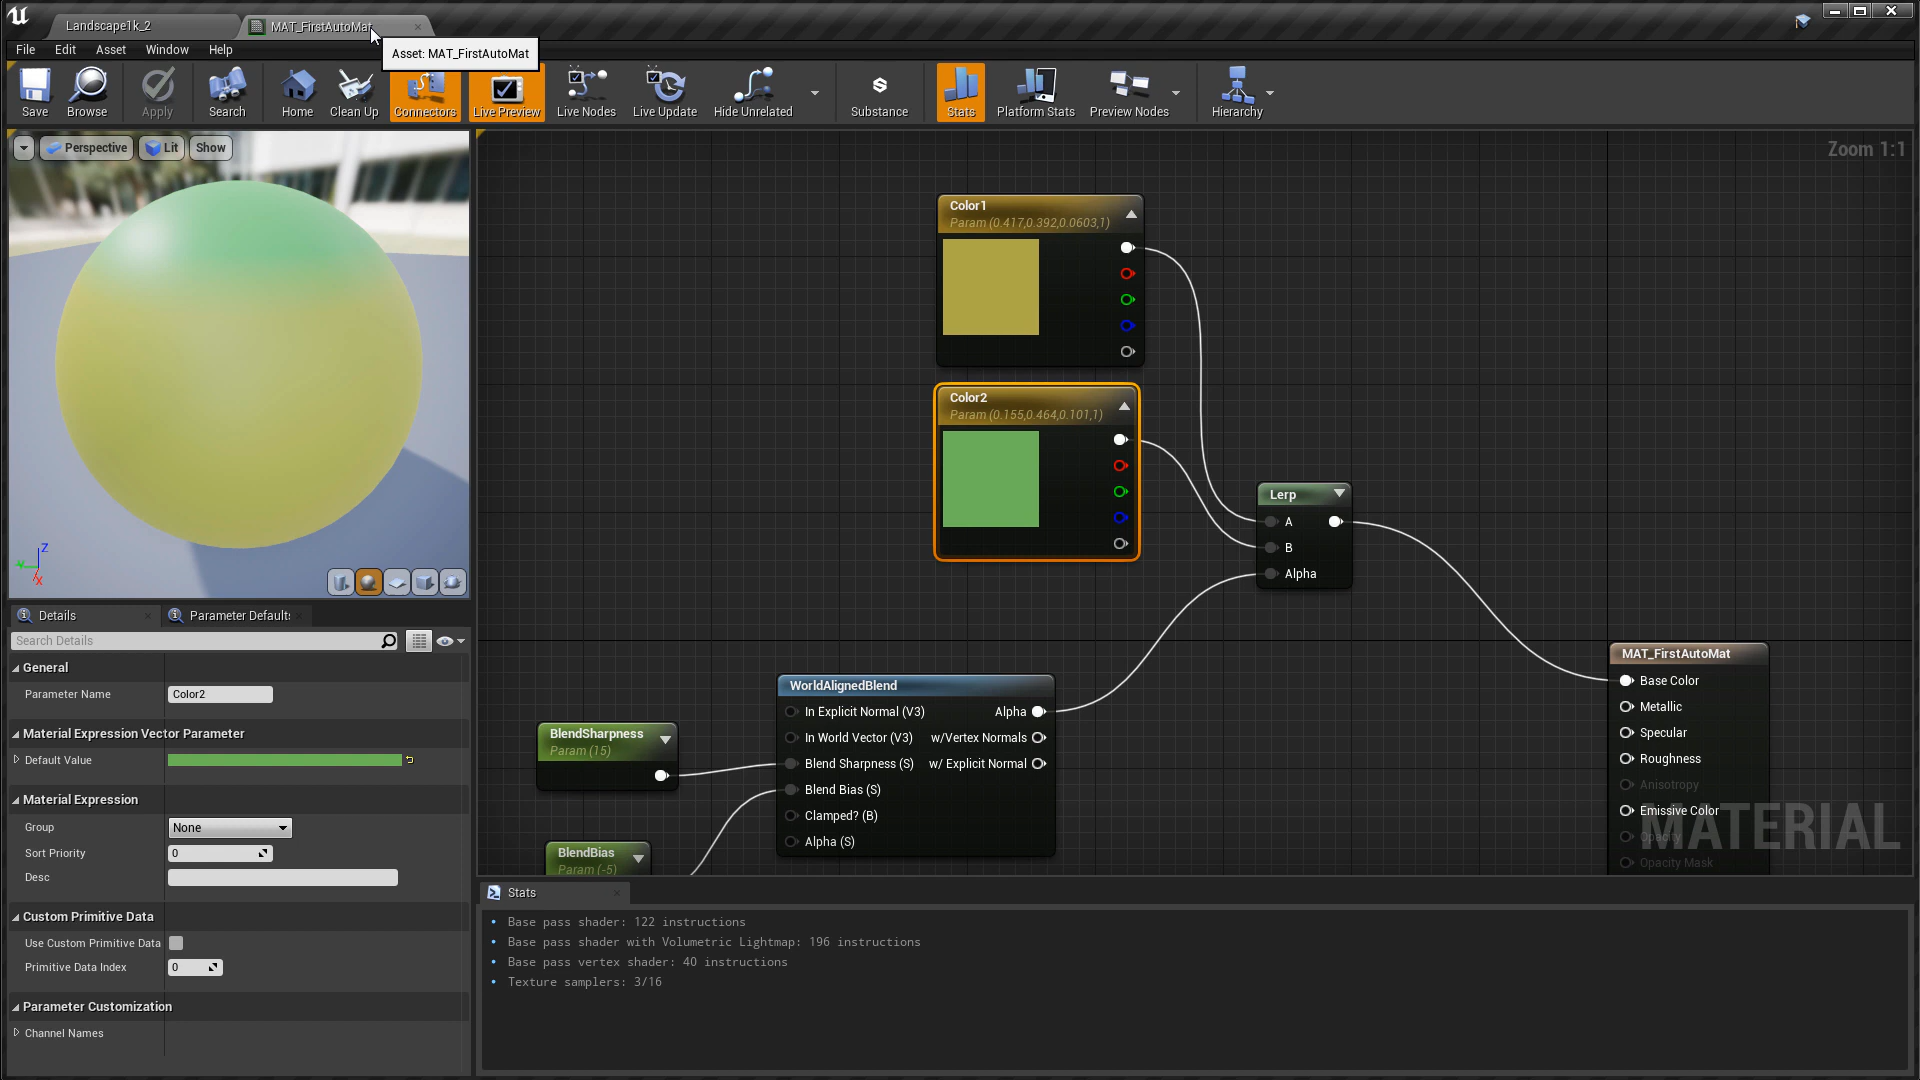 Landscape1k_2
MAT_FirstAutoMat
File
Edit
Asset
Window
Help
Asset: MAT_FirstAutoMat
Save
Browse
Apply
Search
Home
Clean Up
Connectors
Live Preview
Live Nodes
Live Update
Hide Unrelated
Substance
Stats
Platform Stats
Preview Nodes
Hierarchy
Perspective
Lit
Show
Zoom 1:1
Z
Y
X
Color1
Param (0.417,0.392,0.0603,1)
Color2
Param (0.155,0.464,0.101,1)
Lerp
A
B
Alpha
WorldAlignedBlend
In Explicit Normal (V3)
Alpha
In World Vector (V3)
w/Vertex Normals
Blend Sharpness (S)
w/ Explicit Normal
Blend Bias (S)
Clamped? (B)
Alpha (S)
BlendSharpness
Param (15)
BlendBias
Param (-5)
MAT_FirstAutoMat
Base Color
Metallic
Specular
Roughness
Anisotropy
Emissive Color
Opacity
Opacity Mask
MATERIAL
Details
Parameter Default
Search Details
General
Parameter Name
Color2
Material Expression Vector Parameter
Default Value
Material Expression
Group
None
Sort Priority
0
Desc
Custom Primitive Data
Use Custom Primitive Data
Primitive Data Index
0
Parameter Customization
Channel Names
Stats
Base pass shader: 122 instructions
Base pass shader with Volumetric Lightmap: 196 instructions
Base pass vertex shader: 40 instructions
Texture samplers: 3/16